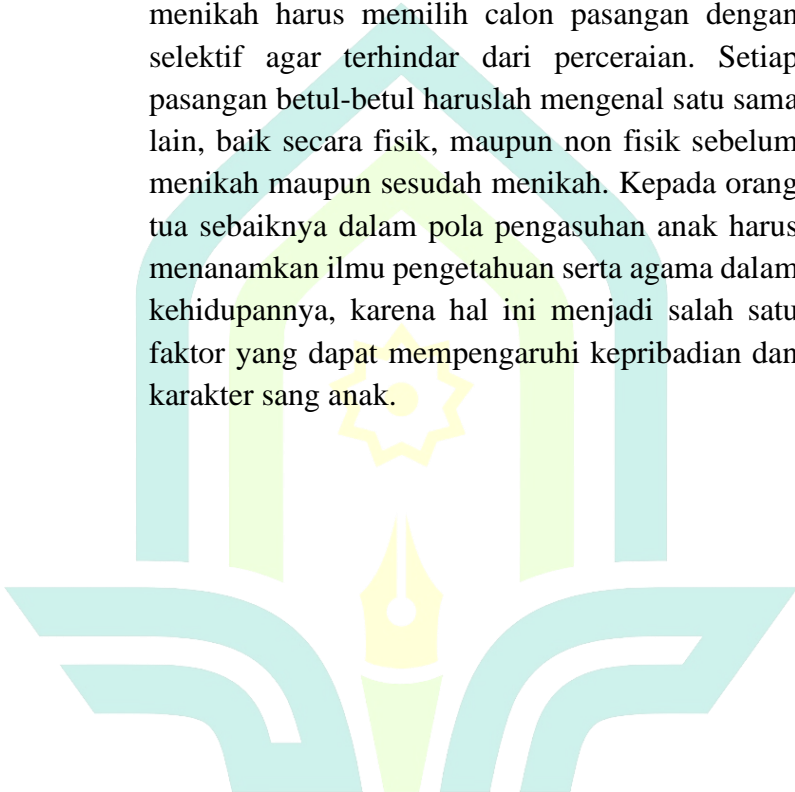 menikah harus memilih calon pasangan dengan
selektif agar terhindar dari perceraian. Setiap
pasangan betul-betul haruslah mengenal satu sama
lain, baik secara fisik, maupun non fisik sebelum
menikah maupun sesudah menikah. Kepada orang
tua sebaiknya dalam pola pengasuhan anak harus
menanamkan ilmu pengetahuan serta agama dalam
kehidupannya, karena hal ini menjadi salah satu
faktor yang dapat mempengaruhi kepribadian dan
karakter sang anak.